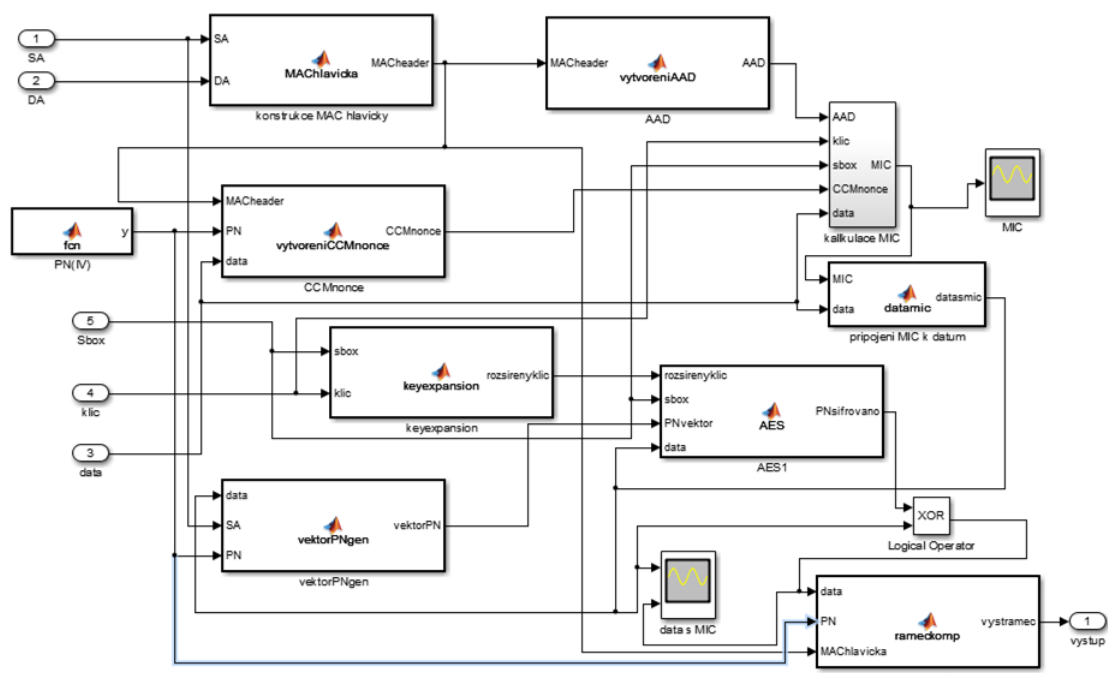 1
SA
2
DA
SA
DA
MAChlavicka
MACheader
konstrukce MAC hlavicky
MACheader
vytvoreniAAD
AAD
AAD
AAD
klic
sbox
CCMnonce
data
MIC
kallkulace MIC
MIC
fcn
y
PN(IV)
MACheader
PN
data
vytvoreniCCMnonce
CCMnonce
CCMnonce
MIC
data
datamic
datasmic
pripojeni MIC k datum
5
Sbox
4
klic
3
data
sbox
klic
keyexpansion
rozsirenyklic
keyexpansion
rozsirenyklic
sbox
PNvektor
data
AES
PNsifrovano
AES1
data
SA
PN
vektorPNgen
vektorPN
vektorPNgen
XOR
Logical Operator
data s MIC
data
PN
MAChlavicka
rameckomp
vystramec
1
vystup